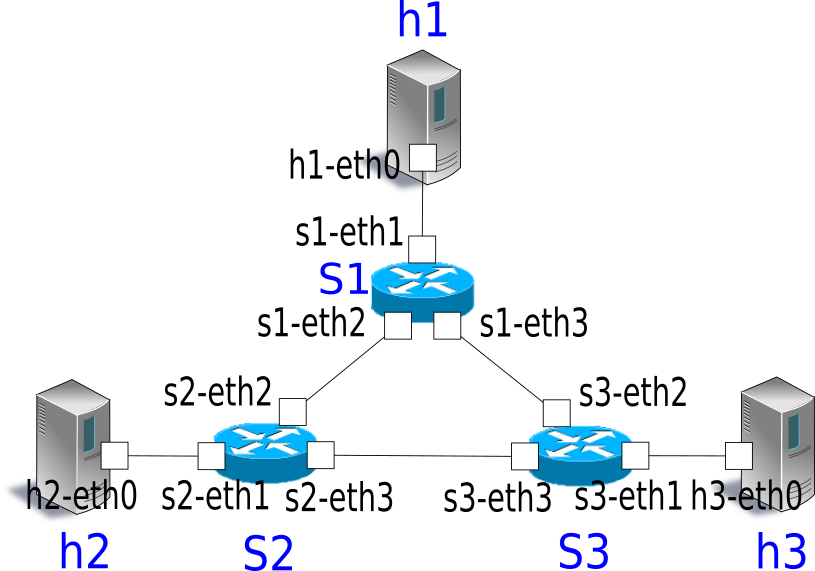 h1
h1-eth0
s1-eth1
S1
s1-eth2
s1-eth3
s2-eth2
s3-eth2
h2-eth0
s2-eth1
s2-eth3
s3-eth3
s3-eth1
h3-eth0
h2
S2
S3
h3